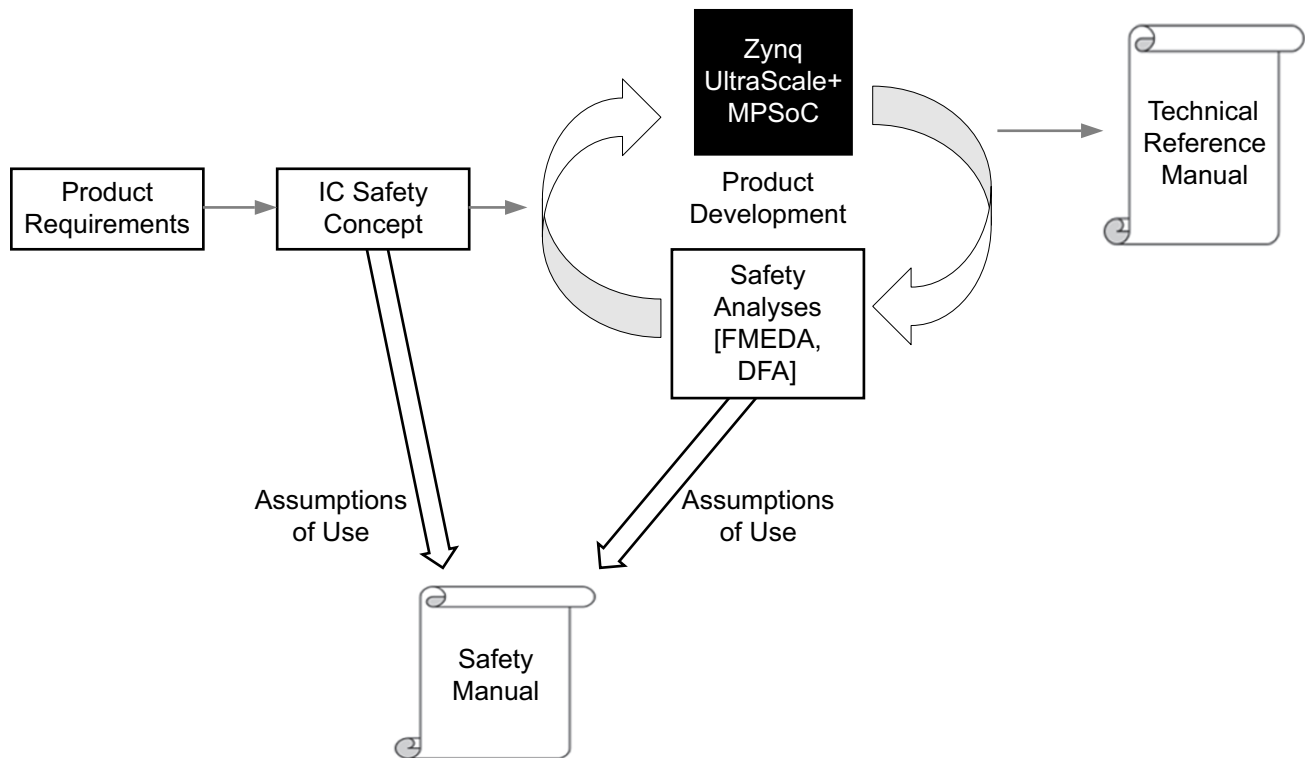 Zynq
UltraScale+
MPSoC
Technical
Reference
Manual
Product
Requirements
IC Safety
Concept
Product
Development
Safety
Analyses
[FMEDA,
DFA]
Assumptions
of Use
Assumptions
of Use
Safety
Manual